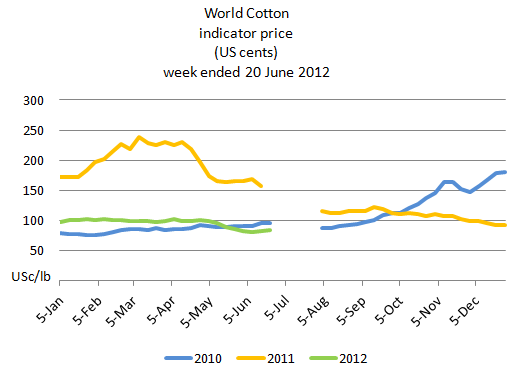 World Cotton
indicator price
(US cents)
week ended 20 June 2012
300
250
200
150
100
50
USc/lb
5-Jan 5-Feb 5-Mar 5-Apr 5-May 5-Jun 5-Jul 5-Aug 5-Sep 5-Oct 5-Nov 5-Dec
2010 2011 2012